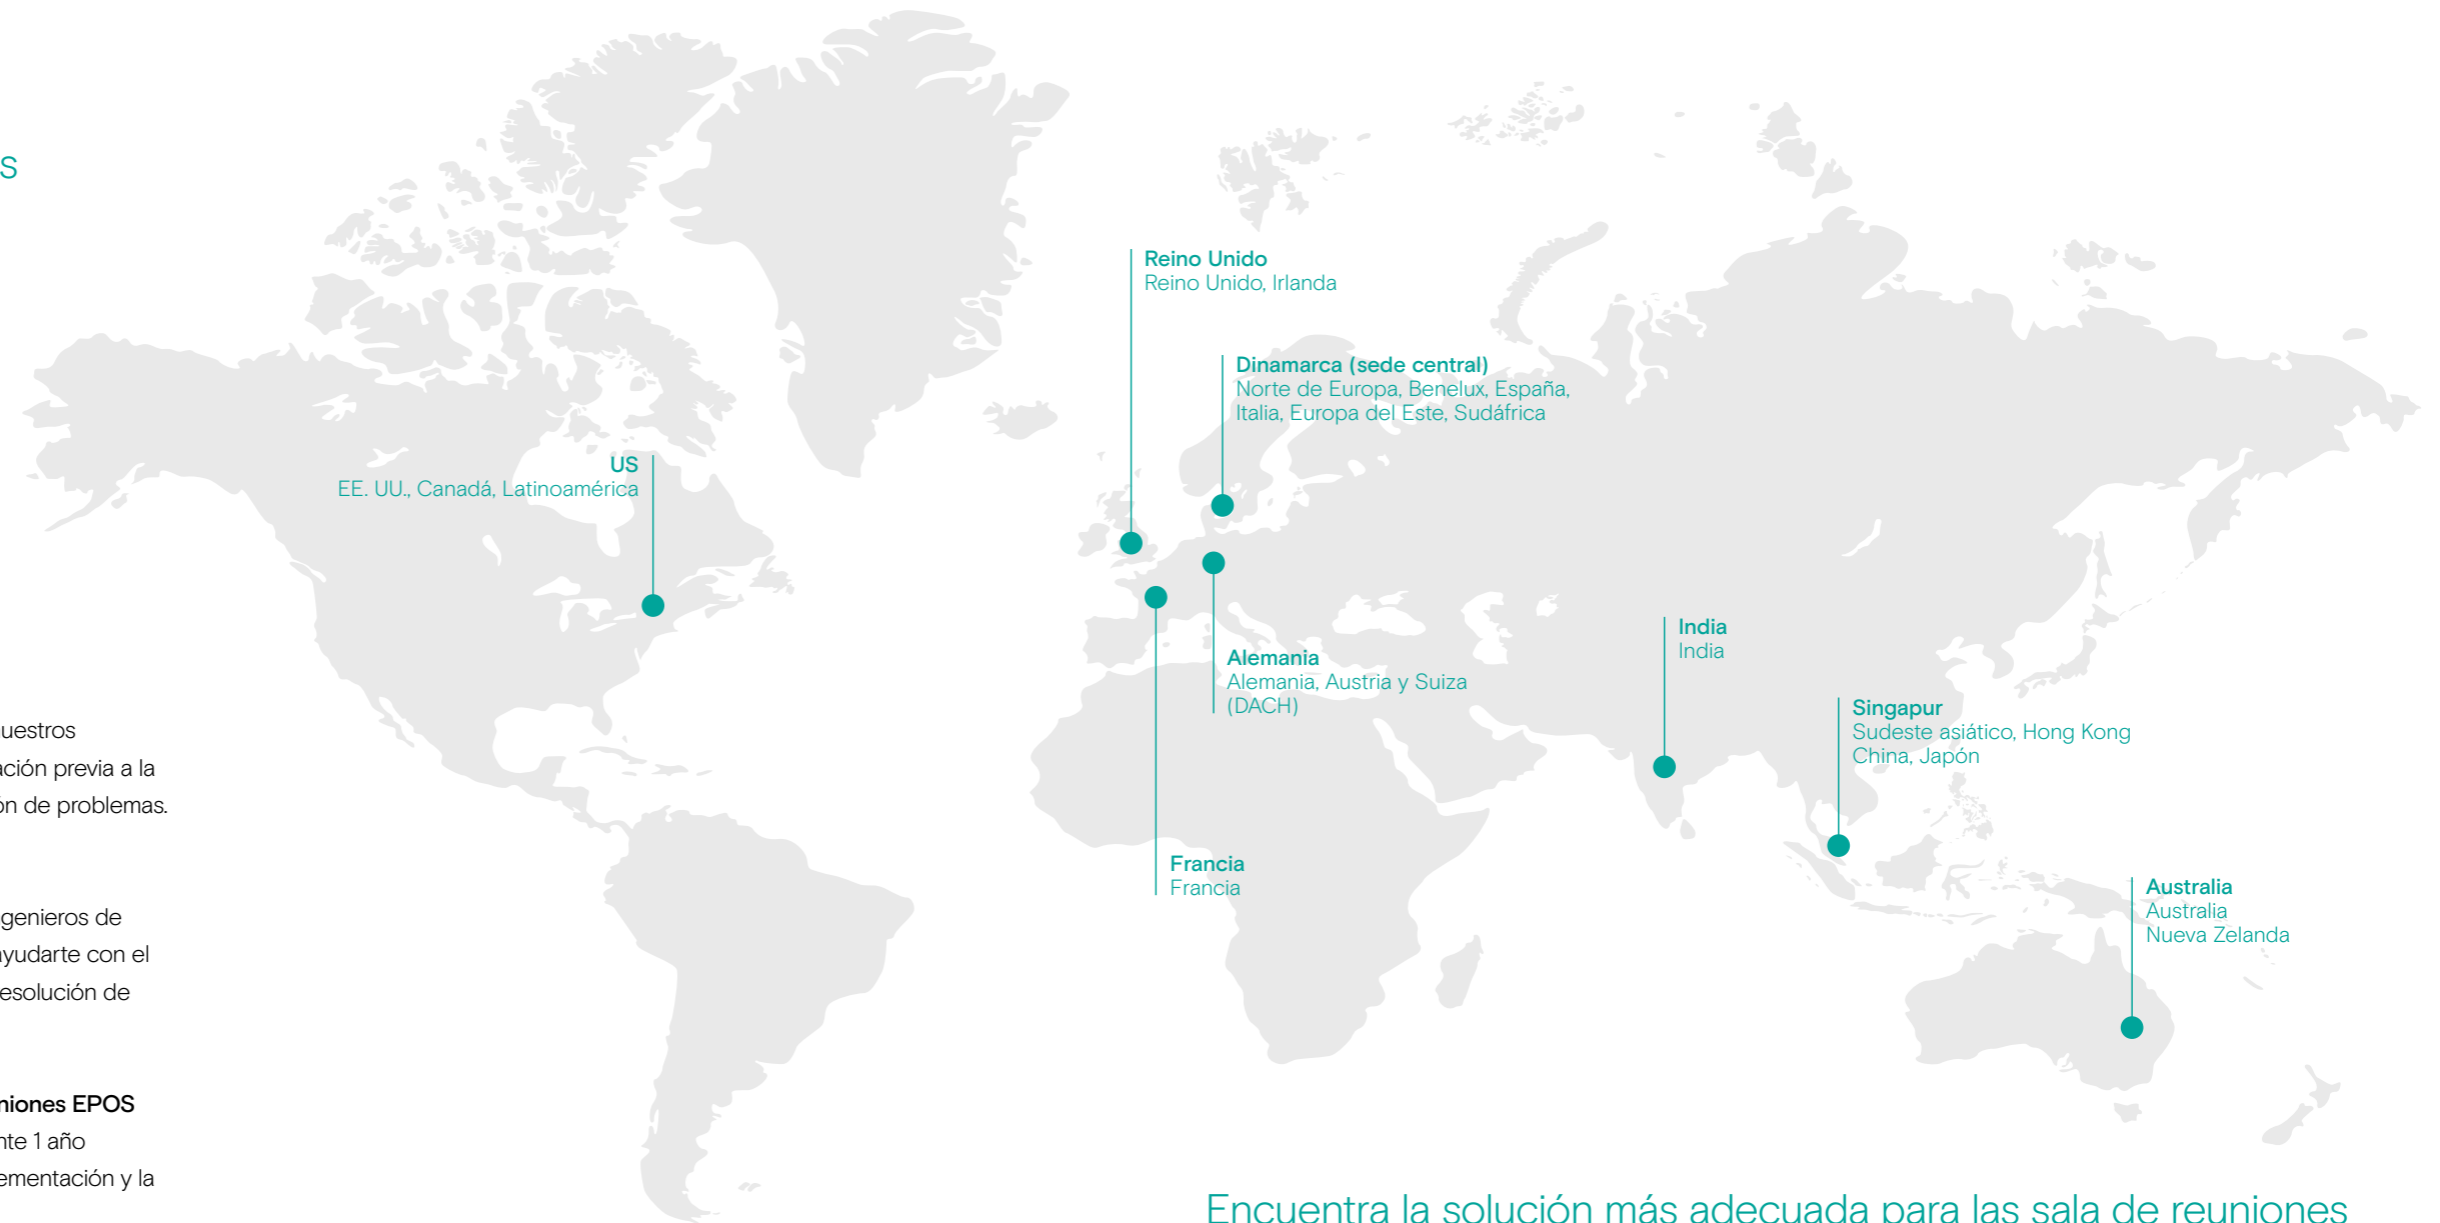 s
uestros
ación previa a la
ón de problemas.
genieros de
ayudarte con el
esolución de
niones EPOS
nte 1 año
ementación y la
US
EE. UU., Canadá, Latinoamérica
Reino Unido
Reino Unido, Irlanda
Dinamarca (sede central)
Norte de Europa, Benelux, España,
Italia, Europa del Este, Sudáfrica
Alemania
Alemania, Austria y Suiza
(DACH)
Francia
Francia
India
India
Singapur
Sudeste asiático, Hong Kong
China, Japón
Australia
Australia
Nueva Zelanda
Encuentra la solución más adecuada para las sala de reuniones